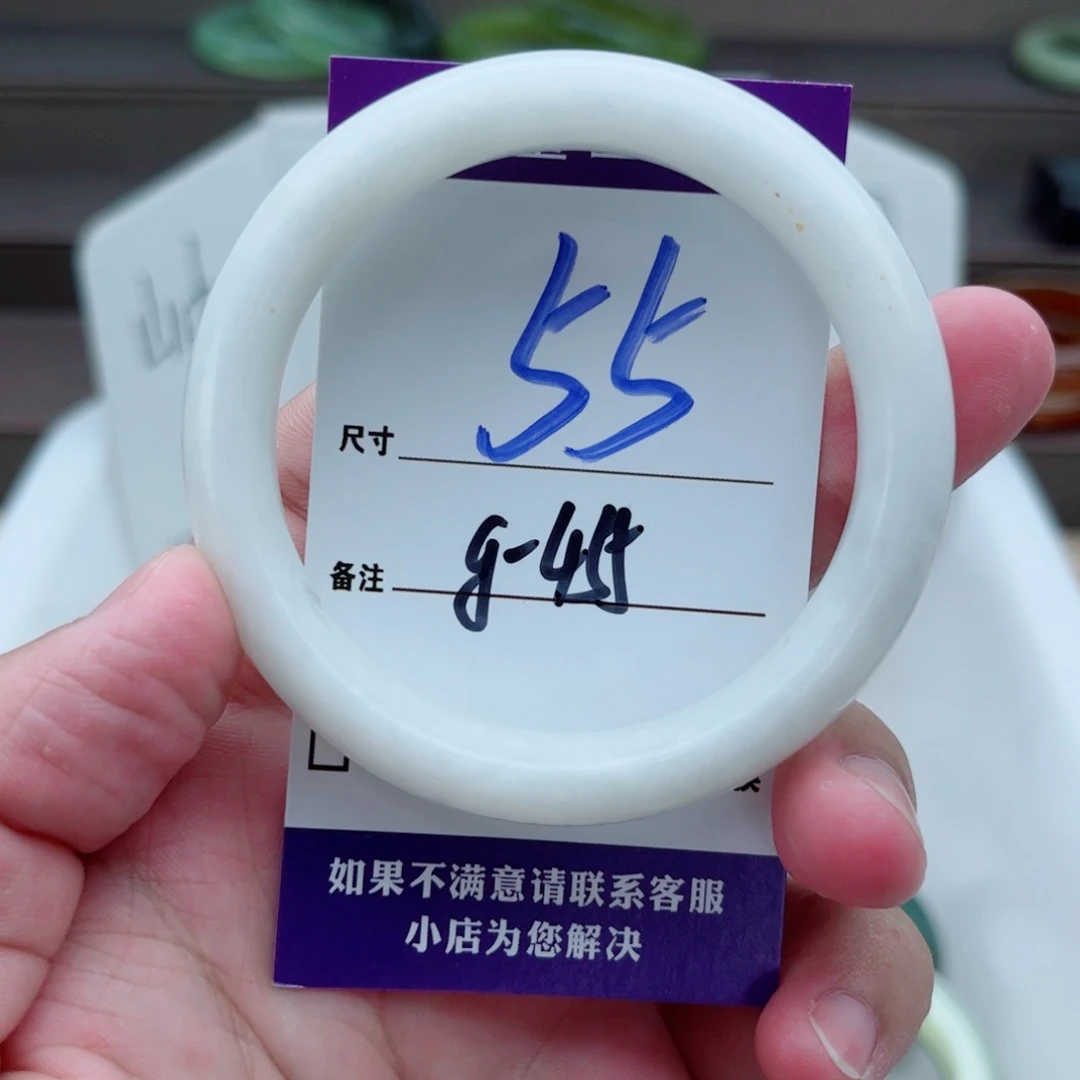 55
尺寸
g-45
备注
如果不满意请联系客服
小店为您解决